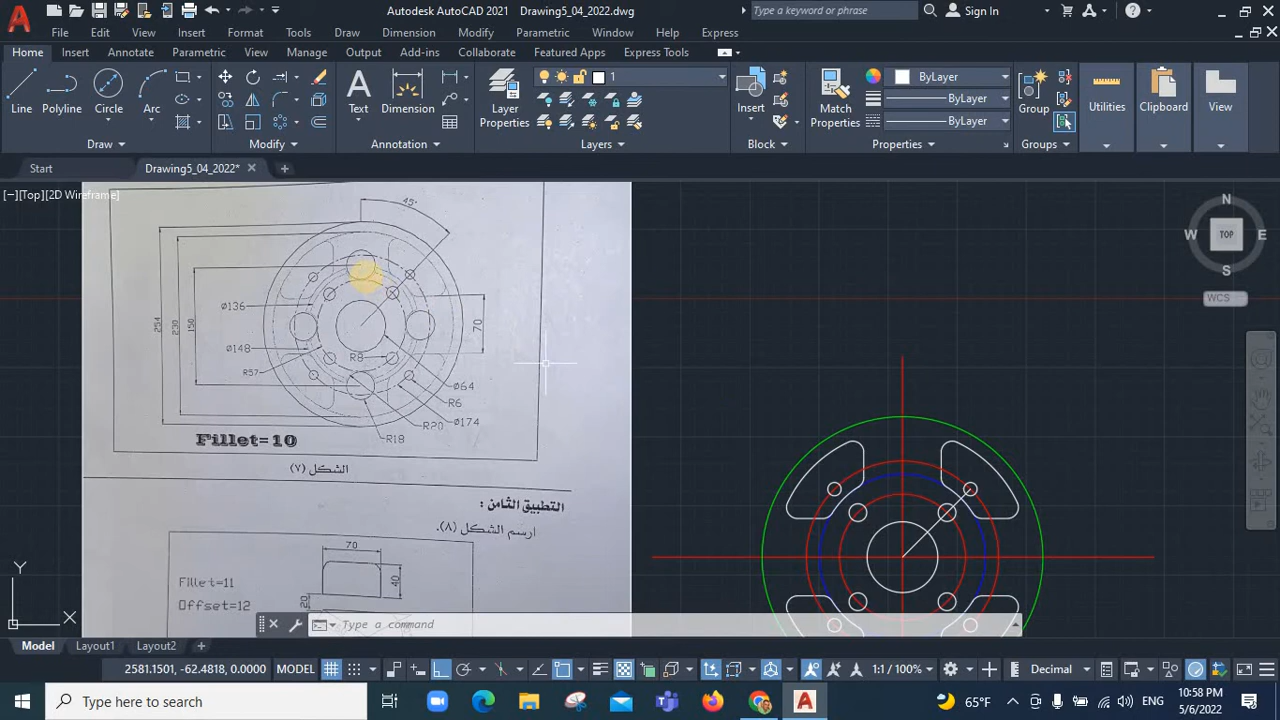 Autodesk AutoCAD 2021 Drawing5_04_2022.dwg
Type a keyword or phrase
Sign In
File Edit View Insert Format Tools Draw Dimension Modify Parametric Window Help Express
Home Insert Annotate Parametric View Manage Output Add-ins Collaborate Featured Apps Express Tools
Line Polyline Circle Arc
Draw
Modify
Text Dimension
Annotation
Layer Properties
1
Layers
Insert
Block
Match Properties
ByLayer
ByLayer
ByLayer
Properties
Group
Groups
Utilities
Clipboard
View
Start
Drawing5_04_2022*
[−][Top][2D Wireframe]
N
W TOP E
S
WCS
45°
Ø136
254
230
150
70
Ø148
R8
R57
Ø64
R6
Ø174
R20
R18
Fillet=10
الشكل (٧)
التطبيق الثامن :
ارسم الشكل (٨).
70
Fillet=11
40
Offset=12
20
Y
X
Type a command
Model Layout1 Layout2
2581.1501, -62.4818, 0.0000 MODEL 1:1 / 100% Decimal
Type here to search
65°F
ENG
10:58 PM
5/6/2022